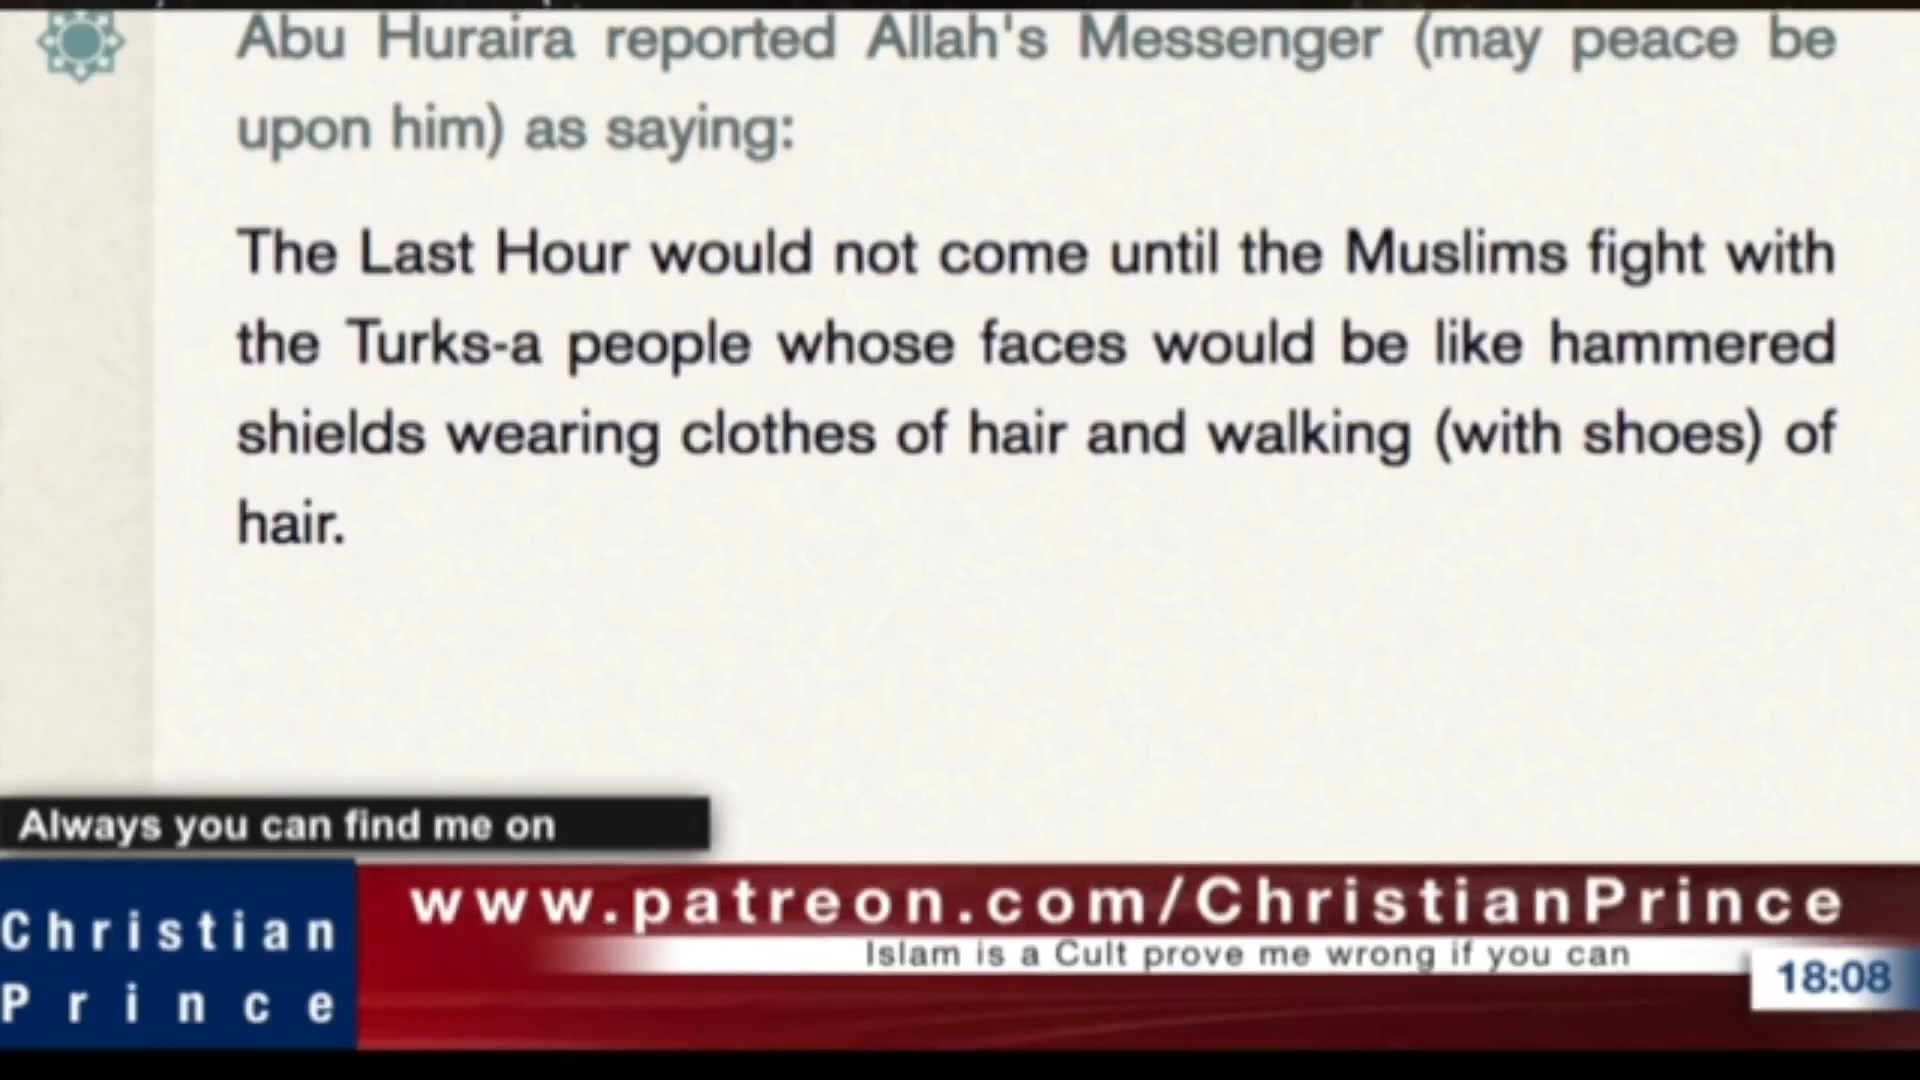 Abu Huraira reported Allah's Messenger (may peace be
upon him) as saying:
The Last Hour would not come until the Muslims fight with
the Turks-a people whose faces would be like hammered
shields wearing clothes of hair and walking (with shoes) of
hair.
Always you can find me on
Christian
Prince
www.patreon.com/ChristianPrince
Islam is a Cult prove me wrong if you can
18:08